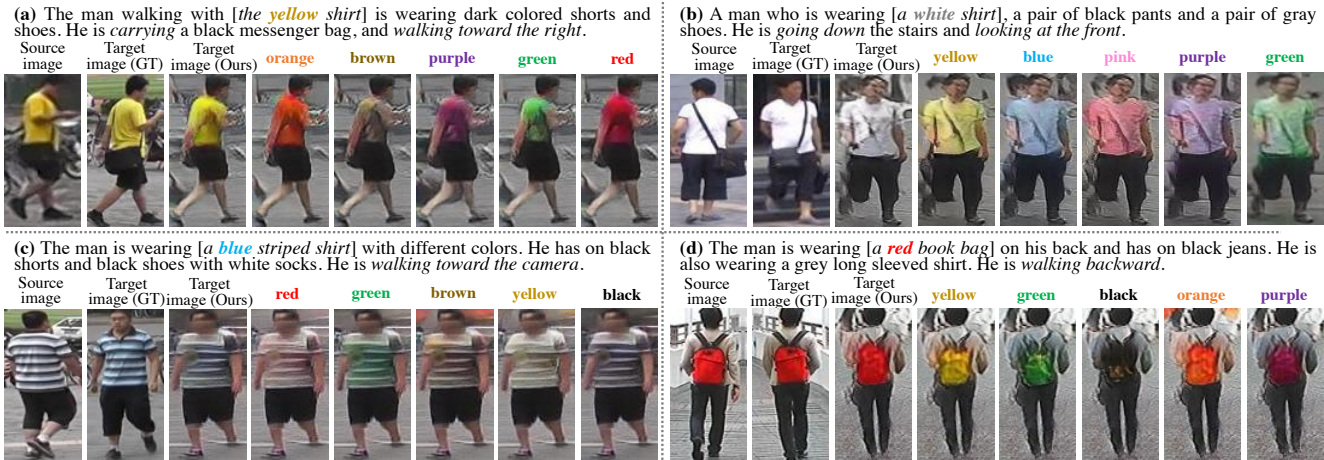 (a) The man walking with [the yellow shirt] is wearing dark colored shorts and
shoes. He is carrying a black messenger bag, and walking toward the right.
Source image
Target image (GT)
Target image (Ours)
orange
brown
purple
green
red
(b) A man who is wearing [a white shirt], a pair of black pants and a pair of gray
shoes. He is going down the stairs and looking at the front.
Source image
Target image (GT)
Target image (Ours)
yellow
blue
pink
purple
green
(c) The man is wearing [a blue striped shirt] with different colors. He has on black
shorts and black shoes with white socks. He is walking toward the camera.
Source image
Target image (GT)
Target image (Ours)
red
green
brown
yellow
black
(d) The man is wearing [a red book bag] on his back and has on black jeans. He is
also wearing a grey long sleeved shirt. He is walking backward.
Source image
Target image (GT)
Target image (Ours)
yellow
green
black
orange
purple